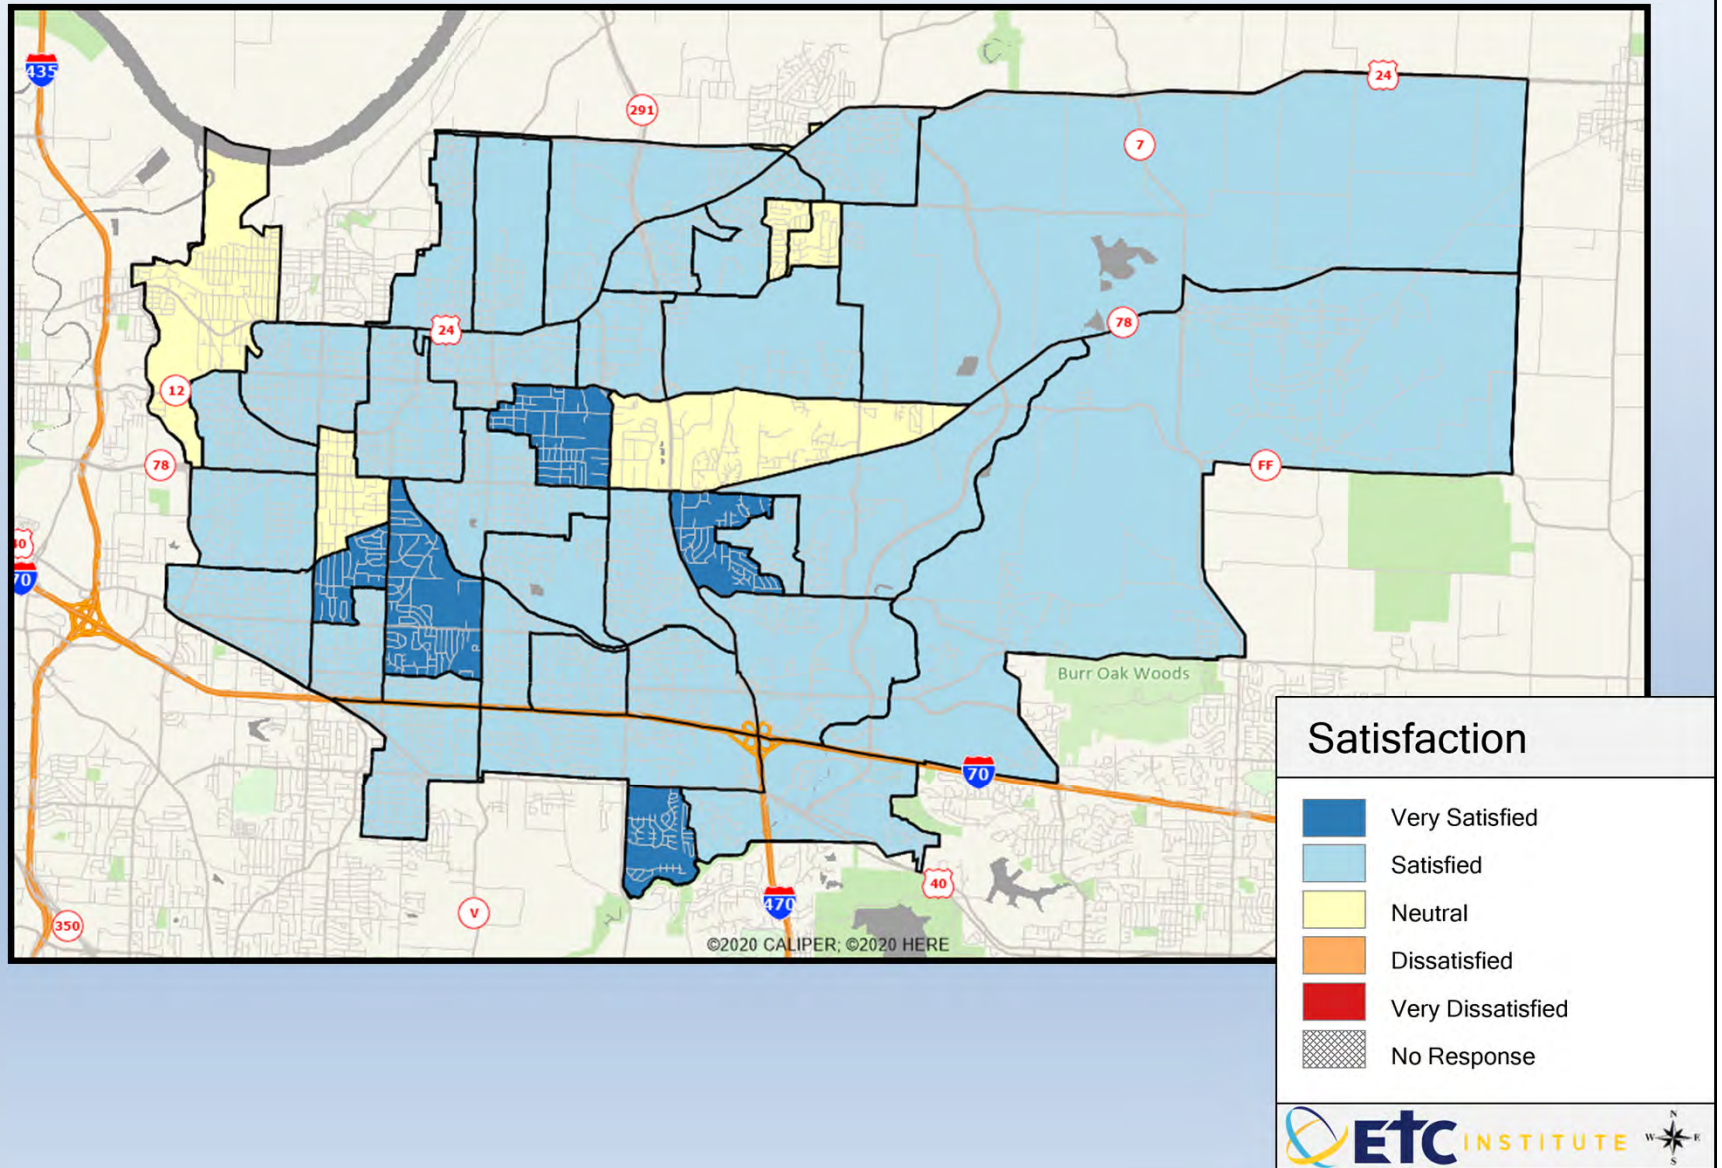 435
291
24
7
24
78
12
78
FF
40
70
Burr Oak Woods
70
40
470
V
350
©2020 CALIPER; ©2020 HERE
Satisfaction
Very Satisfied
Satisfied
Neutral
Dissatisfied
Very Dissatisfied
No Response
ETC INSTITUTE
N
W E
S